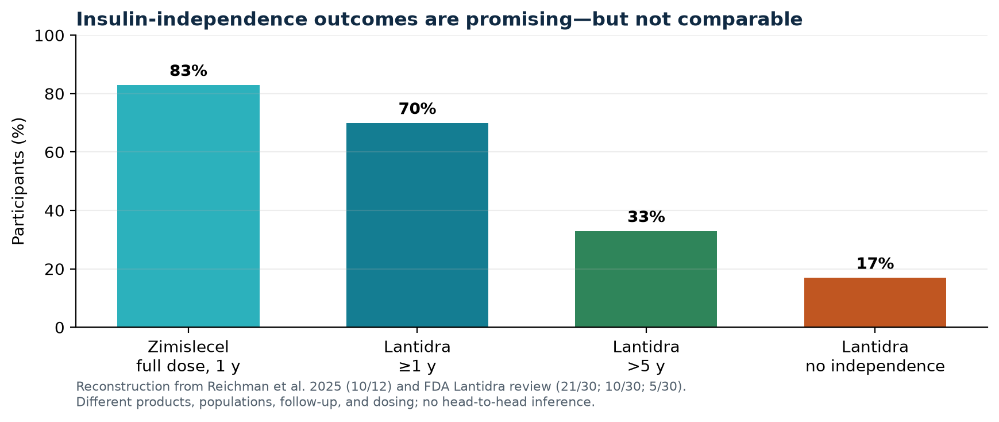 Insulin-independence outcomes are promising—but not comparable
Participants (%)
100
80
60
40
20
0
83%
70%
33%
17%
Zimislecel
full dose, 1 y
Lantidra
≥1 y
Lantidra
>5 y
Lantidra
no independence
Reconstruction from Reichman et al. 2025 (10/12) and FDA Lantidra review (21/30; 10/30; 5/30).
Different products, populations, follow-up, and dosing; no head-to-head inference.